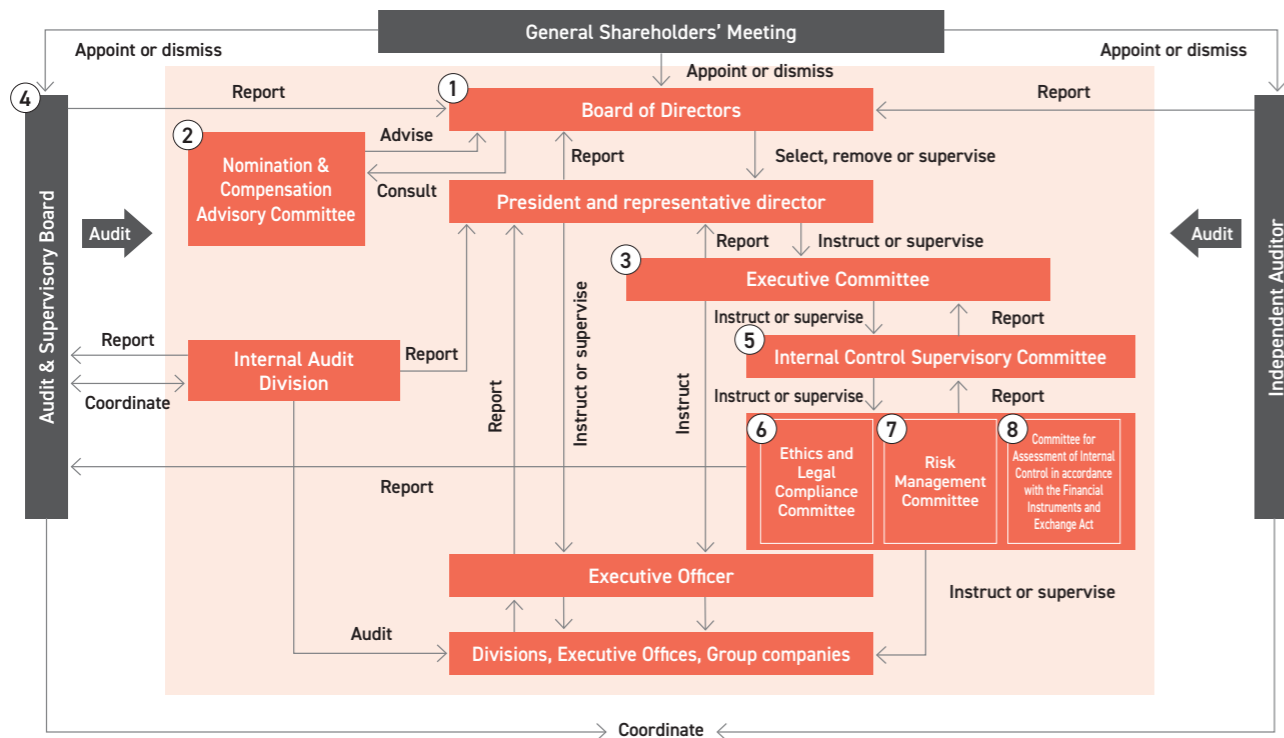 General Shareholders’ Meeting
Appoint or dismiss
Appoint or dismiss
Appoint or dismiss
4
Report
1
Board of Directors
Report
2
Advise
Nomination &
Compensation
Advisory Committee
Consult
Report
Select, remove or supervise
President and representative director
Audit & Supervisory Board
Audit
Audit
Independent Auditor
Report
Instruct or supervise
3
Executive Committee
Instruct or supervise
Report
Report
Internal Audit
Division
Report
Coordinate
5
Internal Control Supervisory Committee
Report
Instruct or supervise
Instruct
Instruct or supervise
Report
6
Ethics and
Legal
Compliance
Committee
7
Risk
Management
Committee
8
Committee for
Assessment of Internal
Control in accordance
with the Financial
Instruments and
Exchange Act
Report
Executive Officer
Instruct or supervise
Audit
Divisions, Executive Offices, Group companies
Coordinate